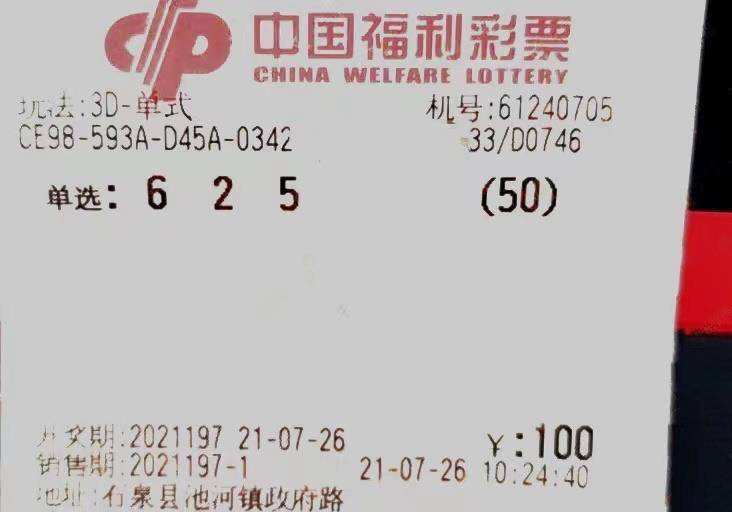 中国福利彩票
CHINA WELFARE LOTTERY
玩法:3D-单式 机号:61240705
CE98-593A-D45A-0342 33/D0746
单选: 6 2 5 (50)
开奖期:2021197 21-07-26 ¥:100
销售期:2021197-1 21-07-26 10:24:40
地址:石泉县池河镇政府路